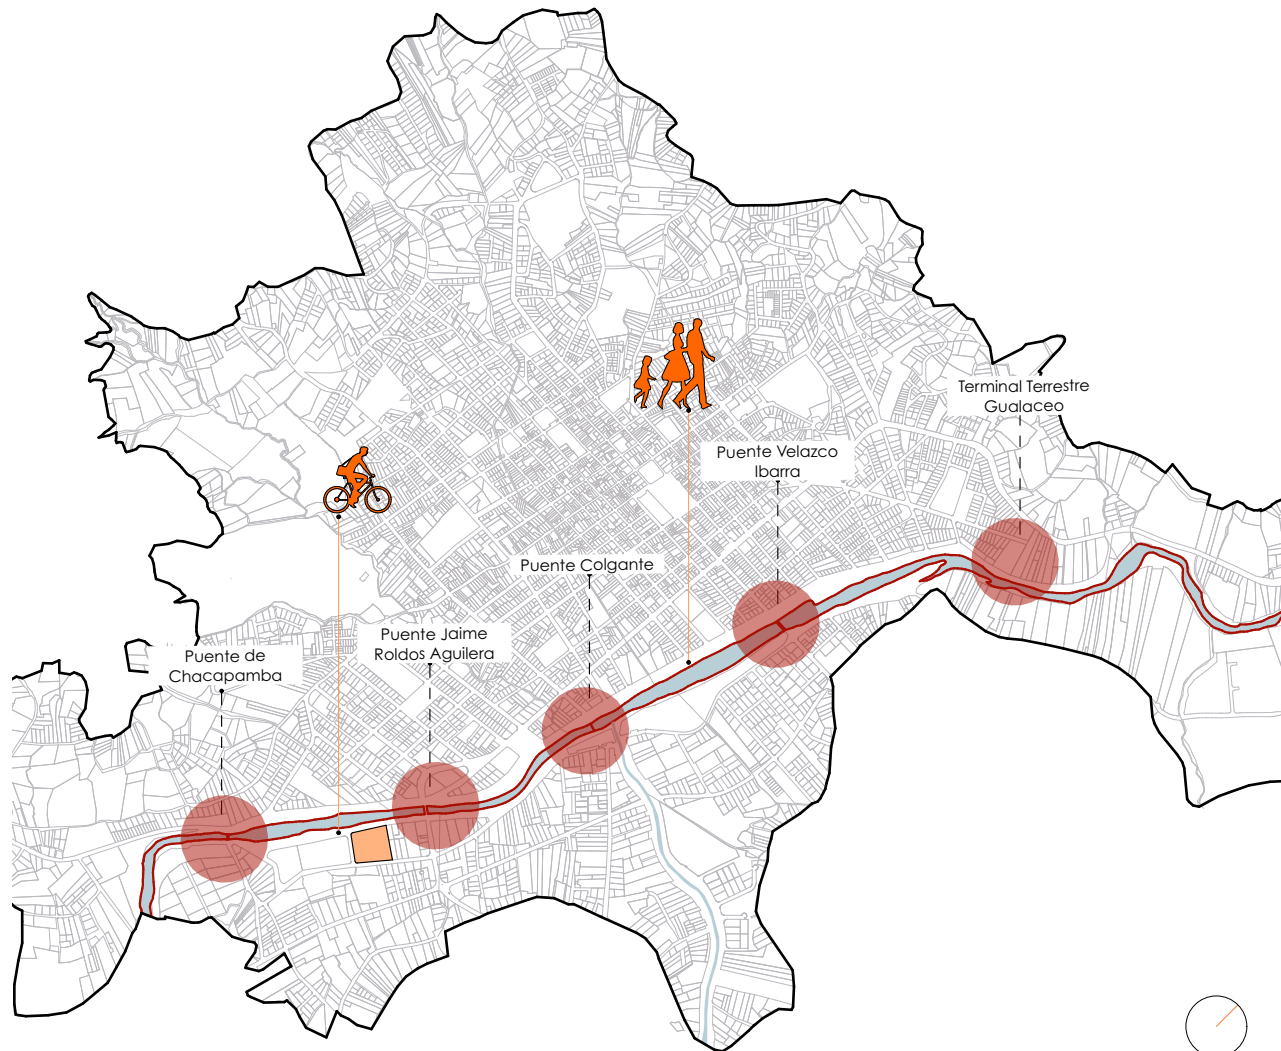 Terminal Terrestre
Gualaceo
Puente Velazco
Ibarra
Puente Colgante
Puente Jaime
Roldos Aguilera
Puente de
Chacapamba